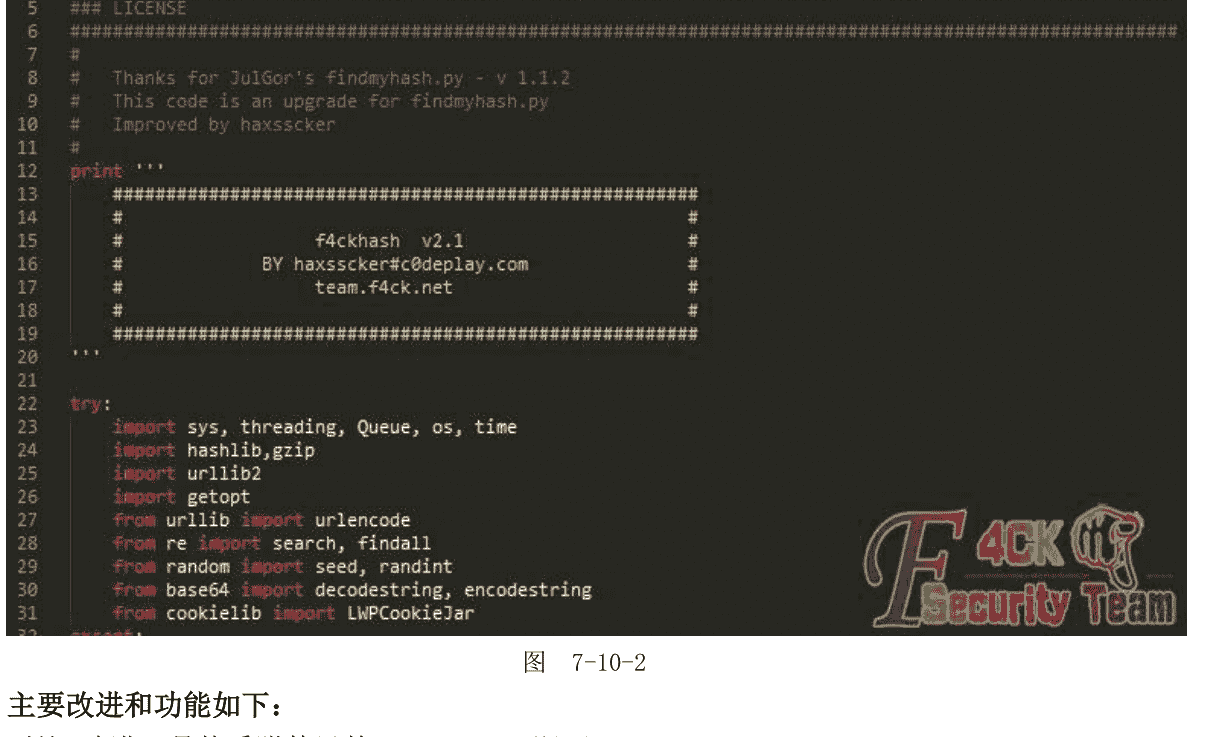 5 ### LICENSE
6 ########################################################################################################
7 #
8 #   Thanks for JulGor's findmyhash.py - v 1.1.2
9 #   This code is an upgrade for findmyhash.py
10 #   Improved by haxsscker
11 #
12 print '''
13     #######################################################
14     #                                                     #
15     #                  f4ckhash  v2.1                     #
16     #             BY haxsscker#c0deplay.com               #
17     #                  team.f4ck.net                      #
18     #                                                     #
19     #######################################################
20 '''
21
22 try:
23     import sys, threading, Queue, os, time
24     import hashlib,gzip
25     import urllib2
26     import getopt
27     from urllib import urlencode
28     from re import search, findall
29     from random import seed, randint
30     from base64 import decodestring, encodestring
31     from cookielib import LWPCookieJar
F4CK
Security Team
图 7-10-2
主要改进和功能如下：